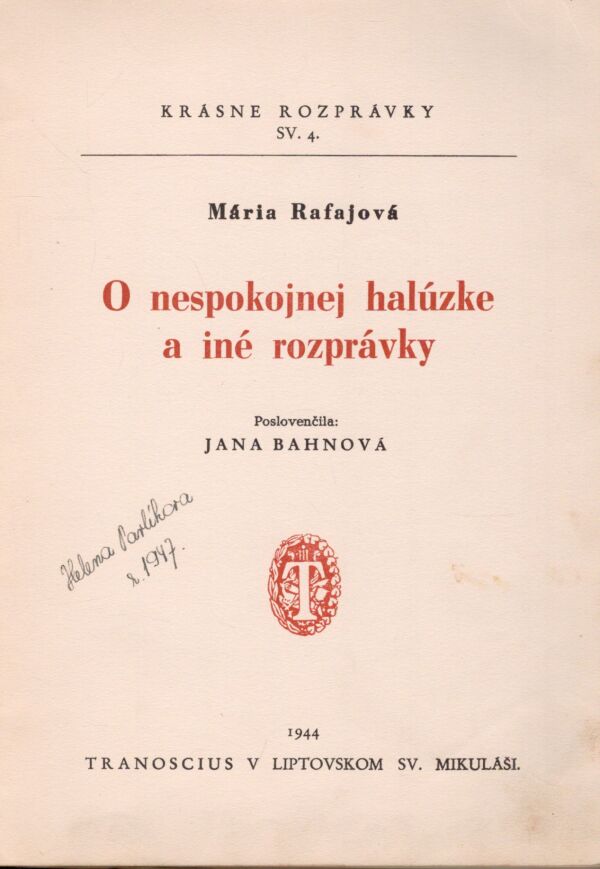 KRÁSNE ROZPRÁVKY
SV. 4.
Mária Rafajová
O nespokojnej halúzke
a iné rozprávky
Poslovenčila:
JANA BAHNOVÁ
Helena
r. 1947.
T
1944
TRANOSCIUS V LIPTOVSKOM SV. MIKULÁŠI.